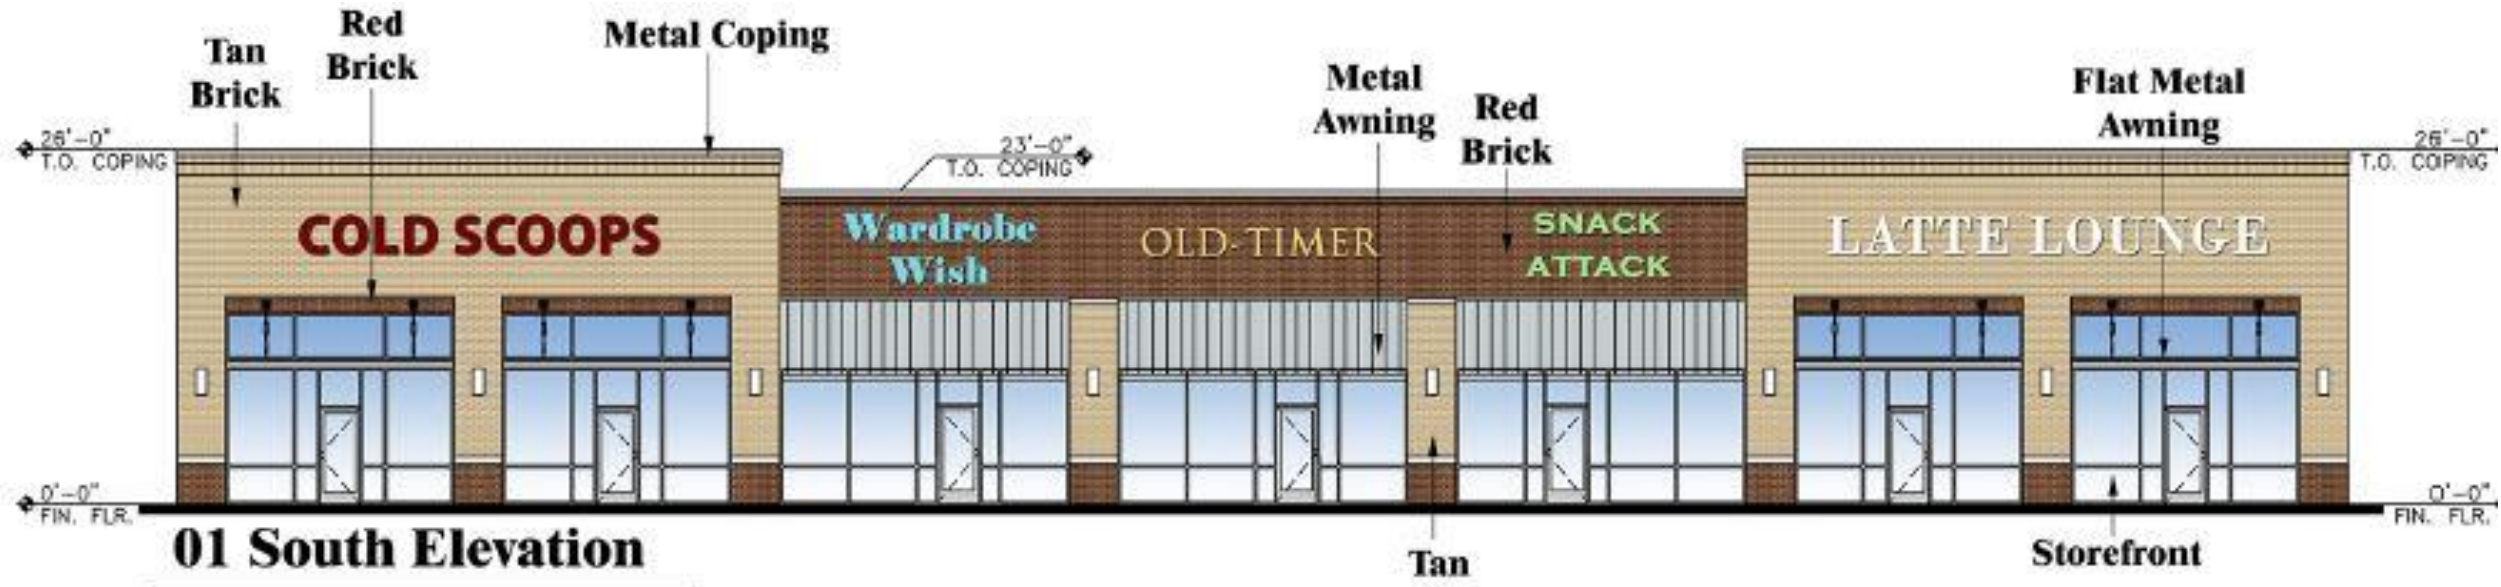 Tan
Brick
Red
Brick
Metal Coping
Metal
Awning
Red
Brick
Flat Metal
Awning
26'-0"
T.O. COPING
23'-0"
T.O. COPING
26'-0"
T.O. COPING
COLD SCOOPS
Wardrobe
Wish
OLD-TIMER
SNACK
ATTACK
LATTE LOUNGE
0'-0"
FIN. FLR.
0'-0"
FIN. FLR.
01 South Elevation
Tan
Storefront